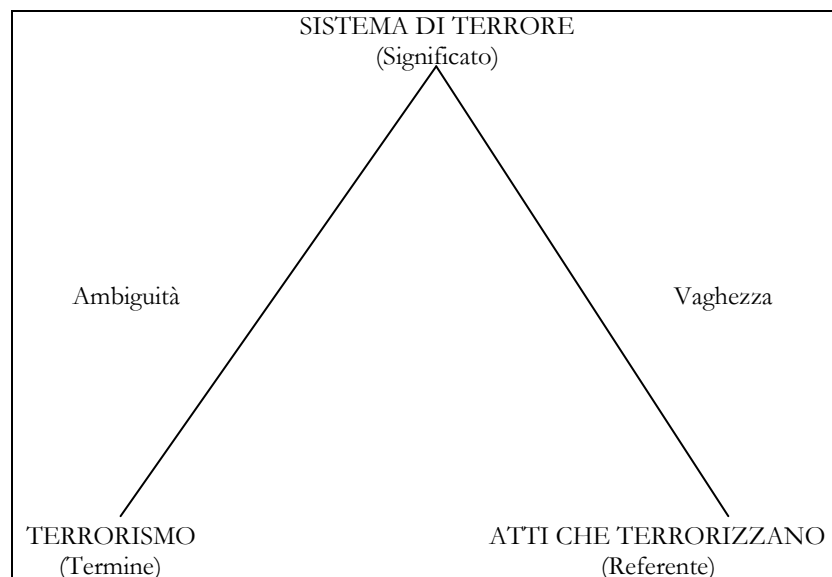 SISTEMA DI TERRORE
(Significato)
Ambiguità
Vaghezza
TERRORISMO
(Termine)
ATTI CHE TERRORIZZANO
(Referente)